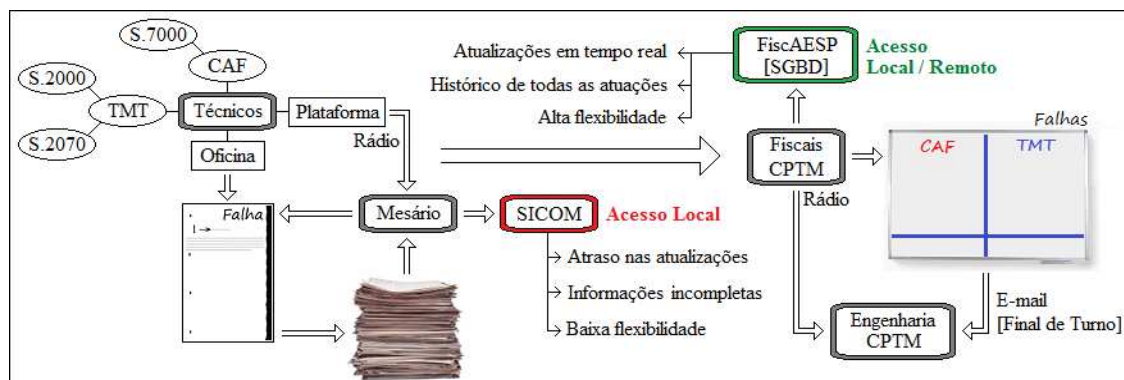 S.7000
CAF
S.2000
TMT
S.2070
Técnicos
Plataforma
Rádio
Oficina
Falha
Mesário
SICOM
Acesso Local
Atraso nas atualizações
Informações incompletas
Baixa flexibilidade
Atualizações em tempo real
Histórico de todas as atuações
Alta flexibilidade
FiscAESP
[SGBD]
Acesso
Local / Remoto
Fiscais
CPTM
Rádio
Falhas
CAF
TMT
E-mail
[Final de Turno]
Engenharia
CPTM